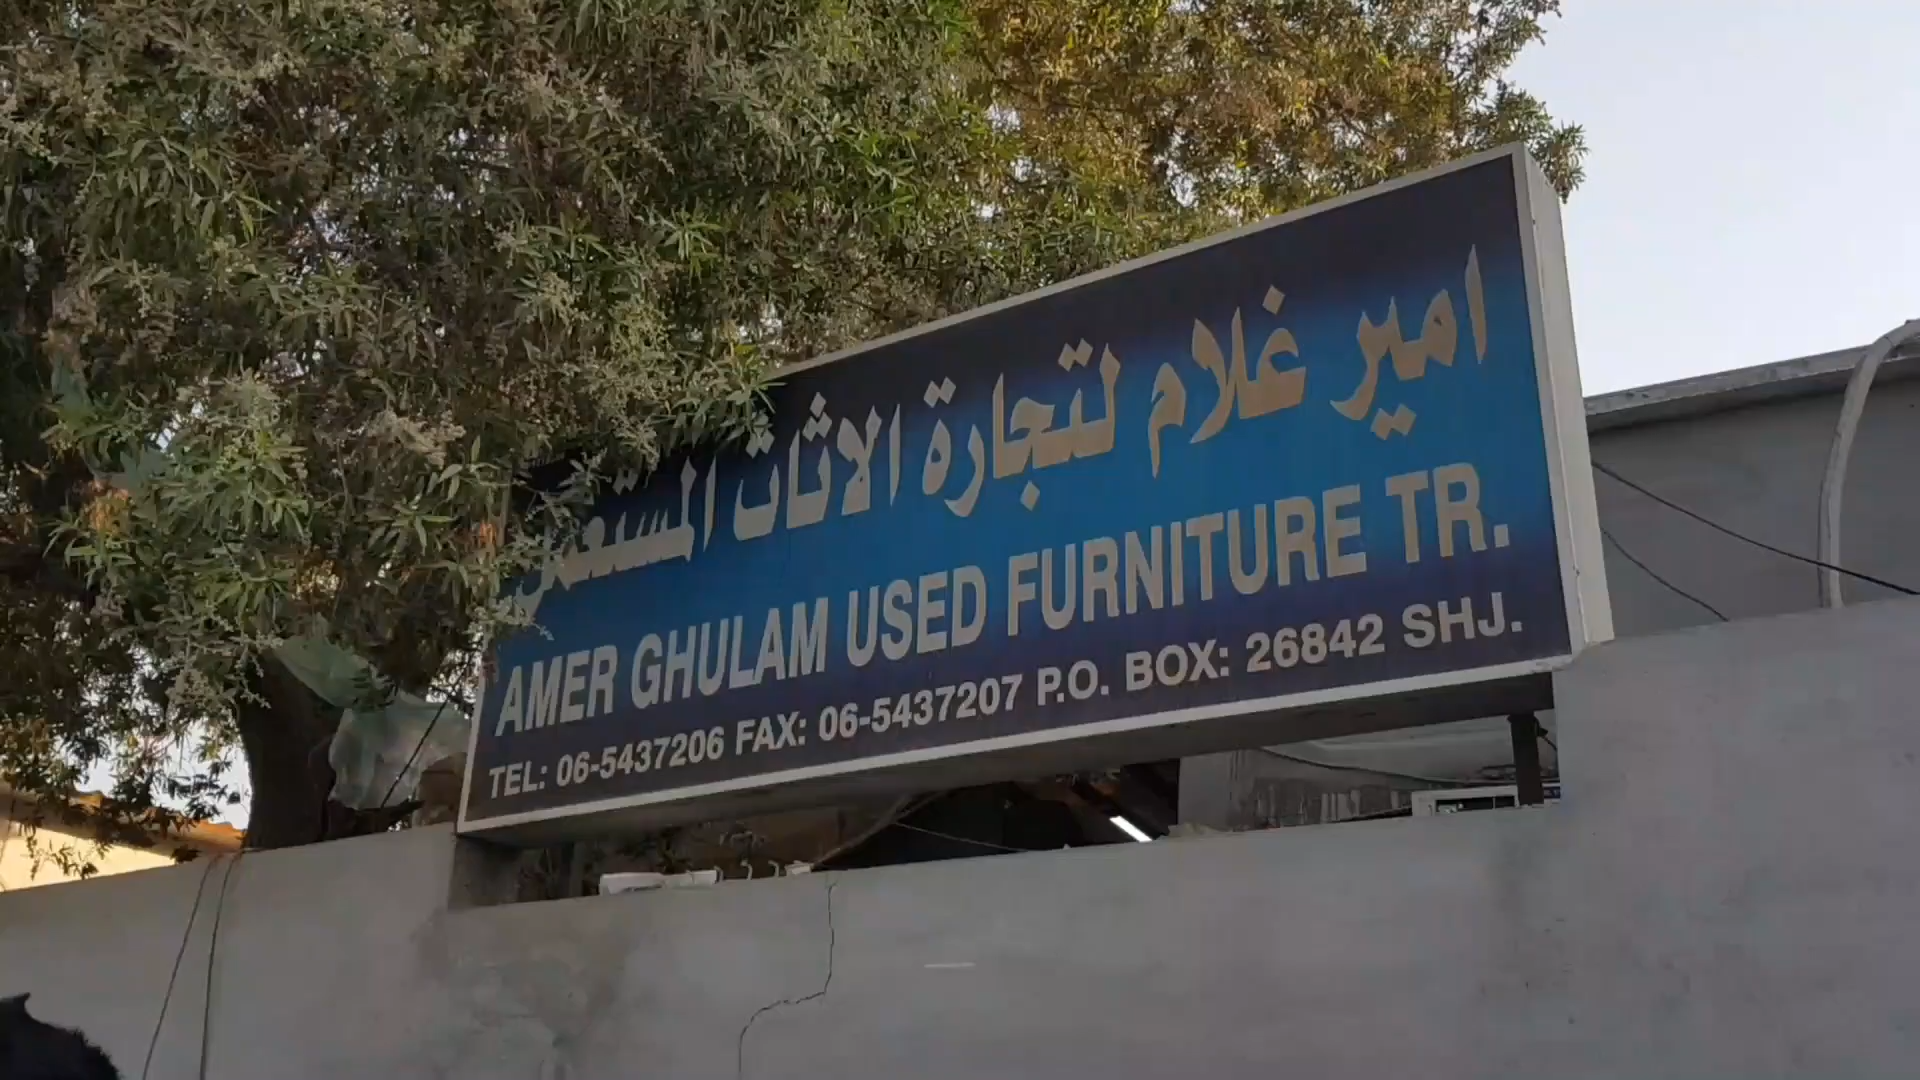 امير غلام لتجارة الاثاث
AMER GHULAM USED FURNITURE TR.
TEL: 06-5437206 FAX: 06-5437207 P.O. BOX: 26842 SHJ.